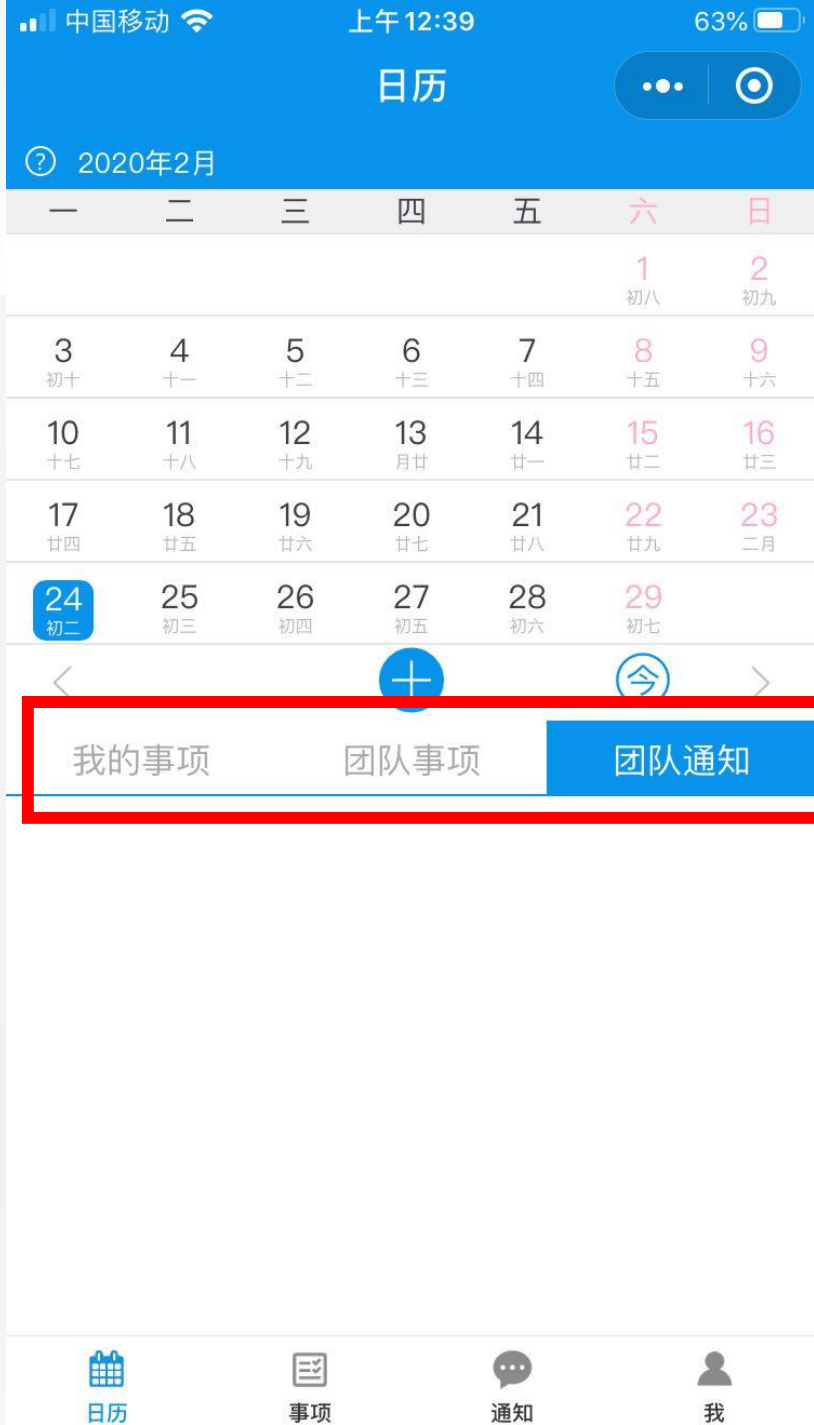 中国移动 上午12:39 63%
日历
? 2020年2月
一 二 三 四 五 六 日
1 2
初八 初九
3 4 5 6 7 8 9
初十 十一 十二 十三 十四 十五 十六
10 11 12 13 14 15 16
十七 十八 十九 月廿 廿一 廿二 廿三
17 18 19 20 21 22 23
廿四 廿五 廿六 廿七 廿八 廿九 二月
24 25 26 27 28 29
初二 初三 初四 初五 初六 初七
今
我的事项 团队事项 团队通知
日历 事项 通知 我